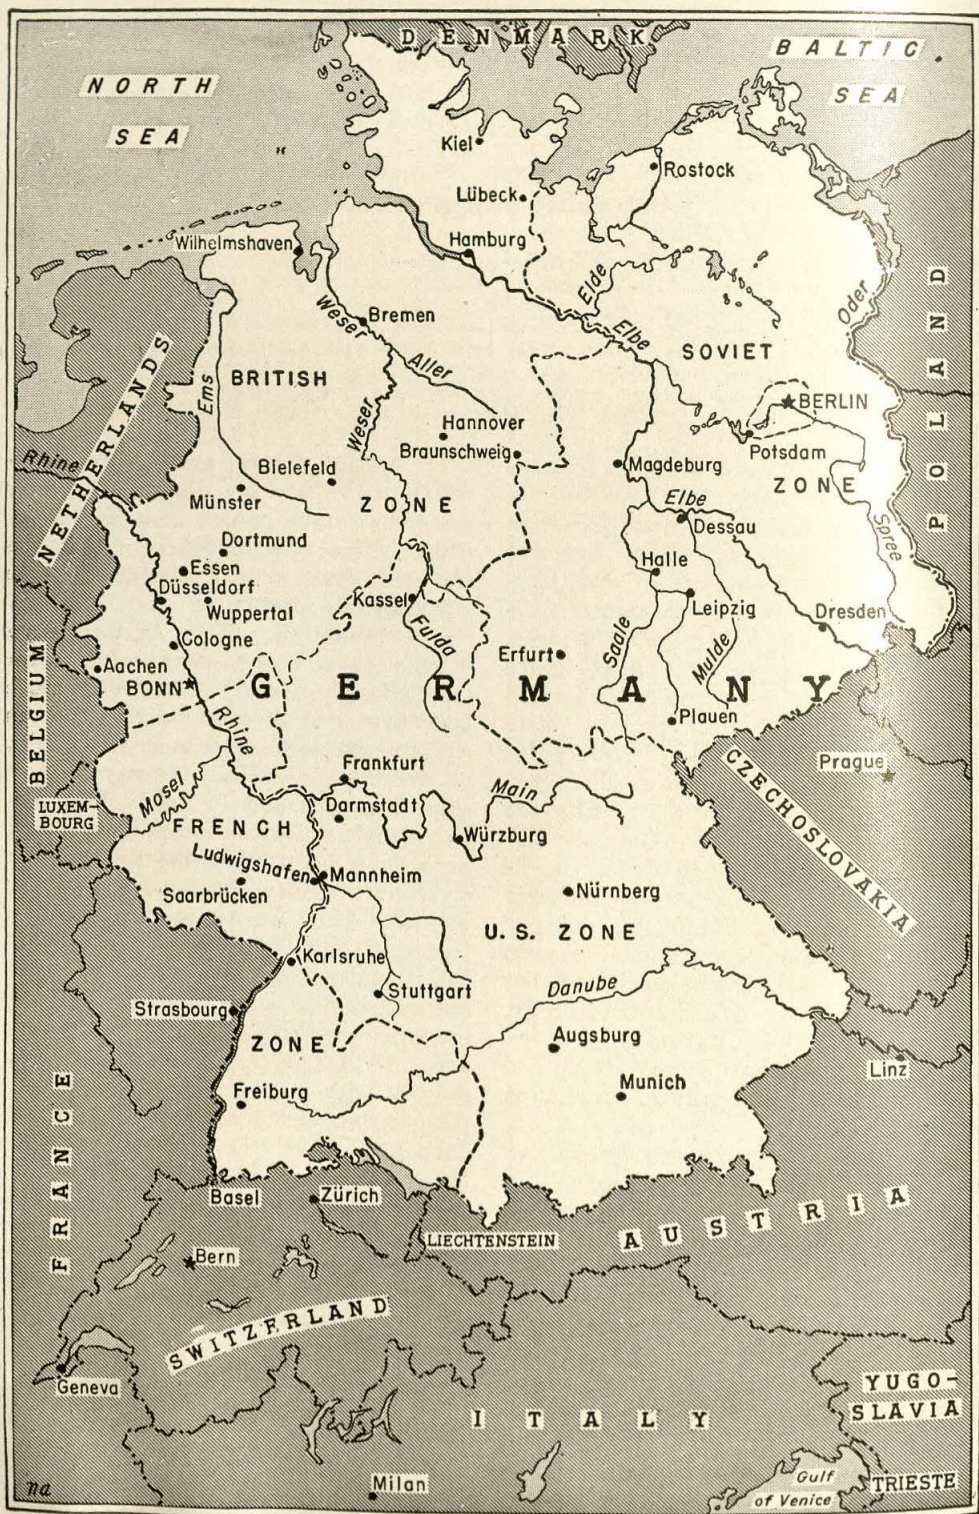 DENMARK
BALTIC
SEA
NORTH
SEA
Kiel
Rostock
Lübeck
Hamburg
Wilhelmshaven
Elde
Oder
POLAND
Weser
Bremen
Elbe
SOVIET
Aller
BRITISH
Ems
NETHERLANDS
BERLIN
Hannover
Weser
Braunschweig
Potsdam
Rhine
Bielefeld
Magdeburg
ZONE
Münster
ZONE
Elbe
Dessau
Spree
Dortmund
Halle
Essen
Düsseldorf
Wuppertal
Kassel
Leipzig
Dresden
Fulda
Saale
Mulde
Cologne
Erfurt
Aachen
BONN
GERMANY
BELGIUM
Rhine
Plauen
Frankfurt
Prague
CZECHOSLOVAKIA
Mosel
Main
LUXEM-
BOURG
Darmstadt
FRENCH
Würzburg
Ludwigshafen
Mannheim
Saarbrücken
Nürnberg
U. S. ZONE
Karlsruhe
Stuttgart
Danube
Strasbourg
ZONE
Augsburg
Linz
FRANCE
Freiburg
Munich
Basel
Zürich
LIECHTENSTEIN
AUSTRIA
Bern
SWITZERLAND
Geneva
YUGO-
SLAVIA
ITALY
Milan
Gulf
of Venice
TRIESTE
na